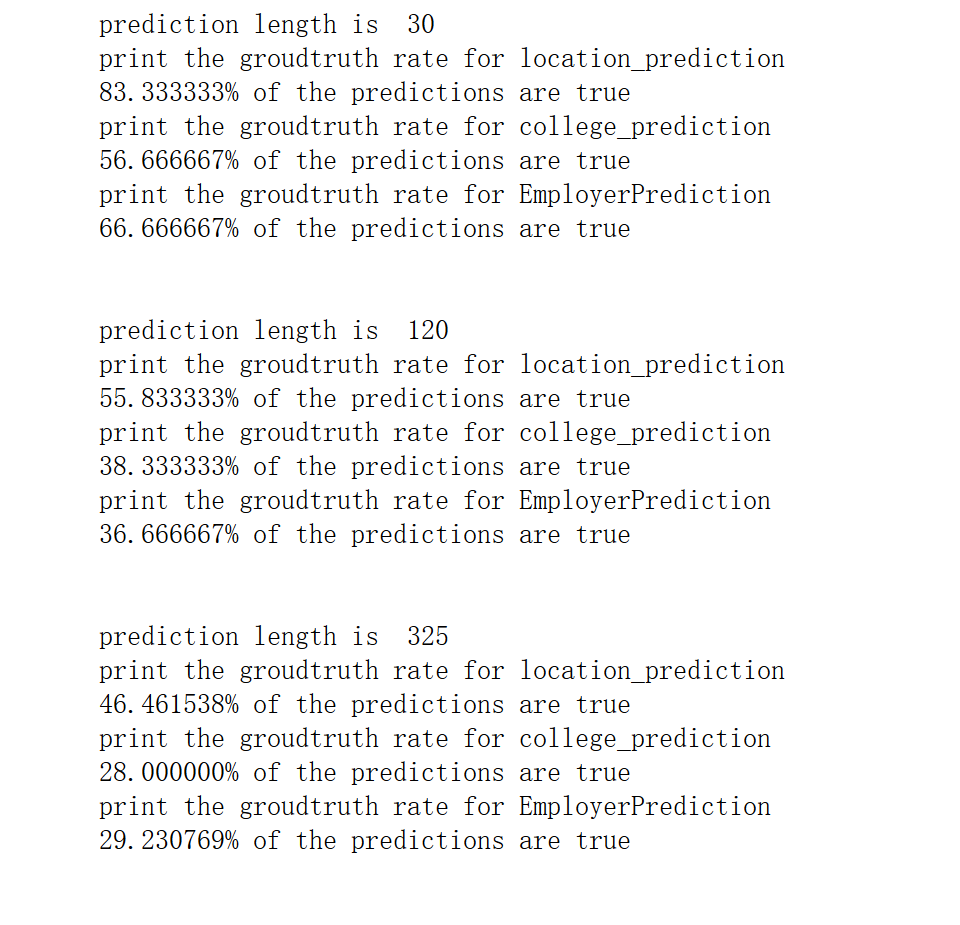 prediction length is  30
print the groudtruth rate for location_prediction
83.333333% of the predictions are true
print the groudtruth rate for college_prediction
56.666667% of the predictions are true
print the groudtruth rate for EmployerPrediction
66.666667% of the predictions are true
prediction length is  120
print the groudtruth rate for location_prediction
55.833333% of the predictions are true
print the groudtruth rate for college_prediction
38.333333% of the predictions are true
print the groudtruth rate for EmployerPrediction
36.666667% of the predictions are true
prediction length is  325
print the groudtruth rate for location_prediction
46.461538% of the predictions are true
print the groudtruth rate for college_prediction
28.000000% of the predictions are true
print the groudtruth rate for EmployerPrediction
29.230769% of the predictions are true